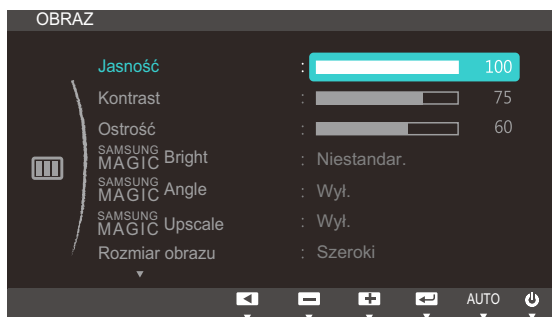 OBRAZ
Jasność : 100
Kontrast : 75
Ostrość : 60
SAMSUNG MAGIC Bright : Niestandar.
SAMSUNG MAGIC Angle : Wył.
SAMSUNG MAGIC Upscale : Wył.
Rozmiar obrazu : Szeroki
AUTO